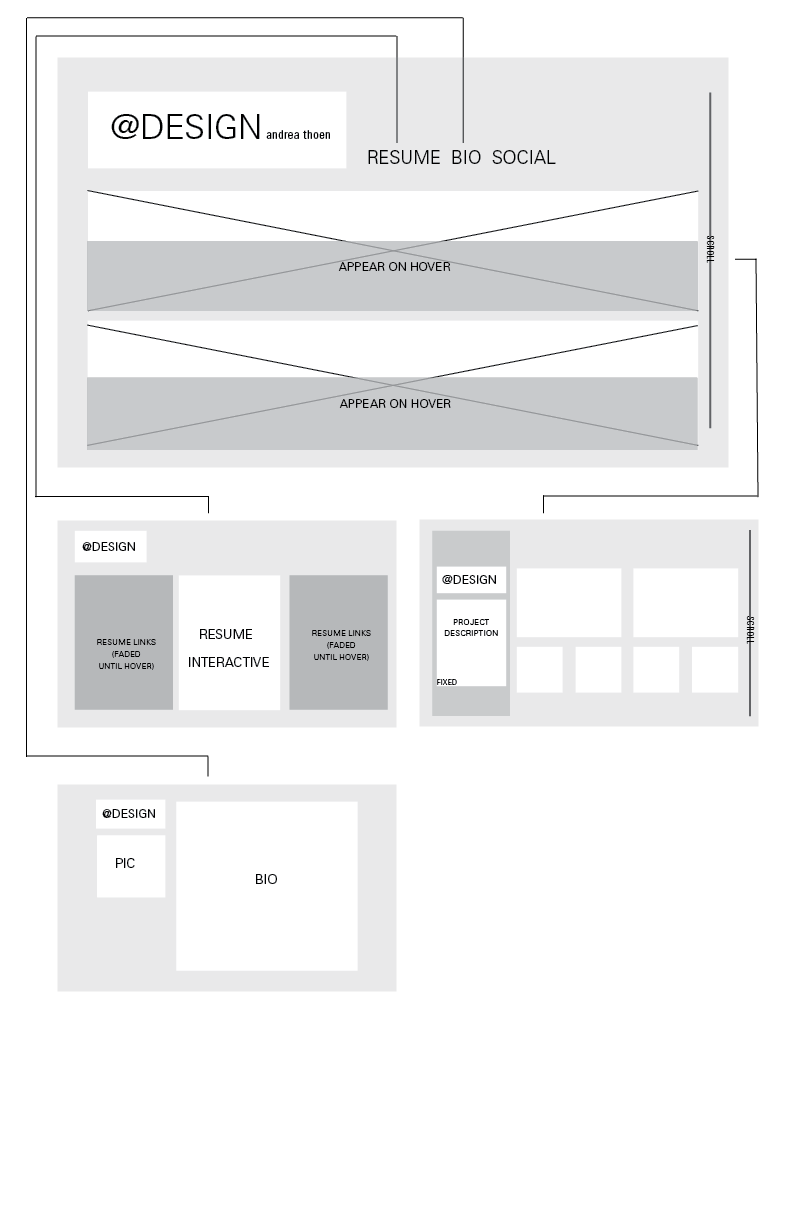 @DESIGN andrea thoen
RESUME BIO SOCIAL
APPEAR ON HOVER
SCROLL
APPEAR ON HOVER
@DESIGN
RESUME LINKS
(FADED
UNTIL HOVER)
RESUME
INTERACTIVE
RESUME LINKS
(FADED
UNTIL HOVER)
@DESIGN
PROJECT
DESCRIPTION
FIXED
SCROLL
@DESIGN
PIC
BIO